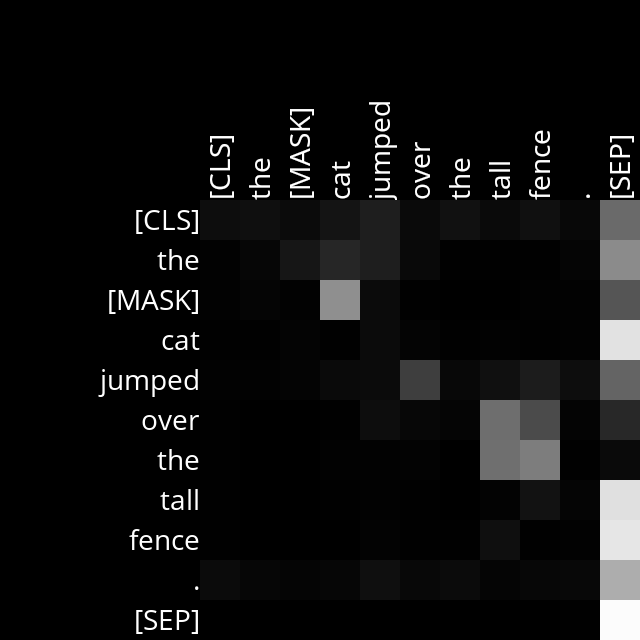 [CLS] the [MASK] cat jumped over the tall fence . [SEP]
[CLS]
the
[MASK]
cat
jumped
over
the
tall
fence
.
[SEP]